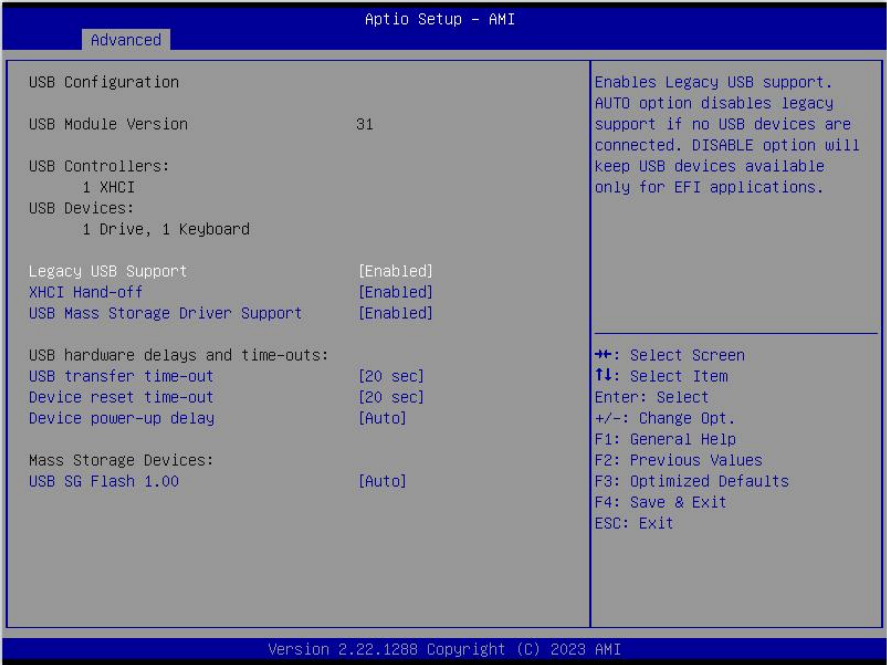 Aptio Setup – AMI
Advanced
USB Configuration
USB Module Version 31
USB Controllers:
1 XHCI
USB Devices:
1 Drive, 1 Keyboard
Legacy USB Support [Enabled]
XHCI Hand-off [Enabled]
USB Mass Storage Driver Support [Enabled]
USB hardware delays and time-outs:
USB transfer time-out [20 sec]
Device reset time-out [20 sec]
Device power-up delay [Auto]
Mass Storage Devices:
USB SG Flash 1.00 [Auto]
Enables Legacy USB support.
AUTO option disables legacy
support if no USB devices are
connected. DISABLE option will
keep USB devices available
only for EFI applications.
→←: Select Screen
↑↓: Select Item
Enter: Select
+/-: Change Opt.
F1: General Help
F2: Previous Values
F3: Optimized Defaults
F4: Save & Exit
ESC: Exit
Version 2.22.1288 Copyright (C) 2023 AMI